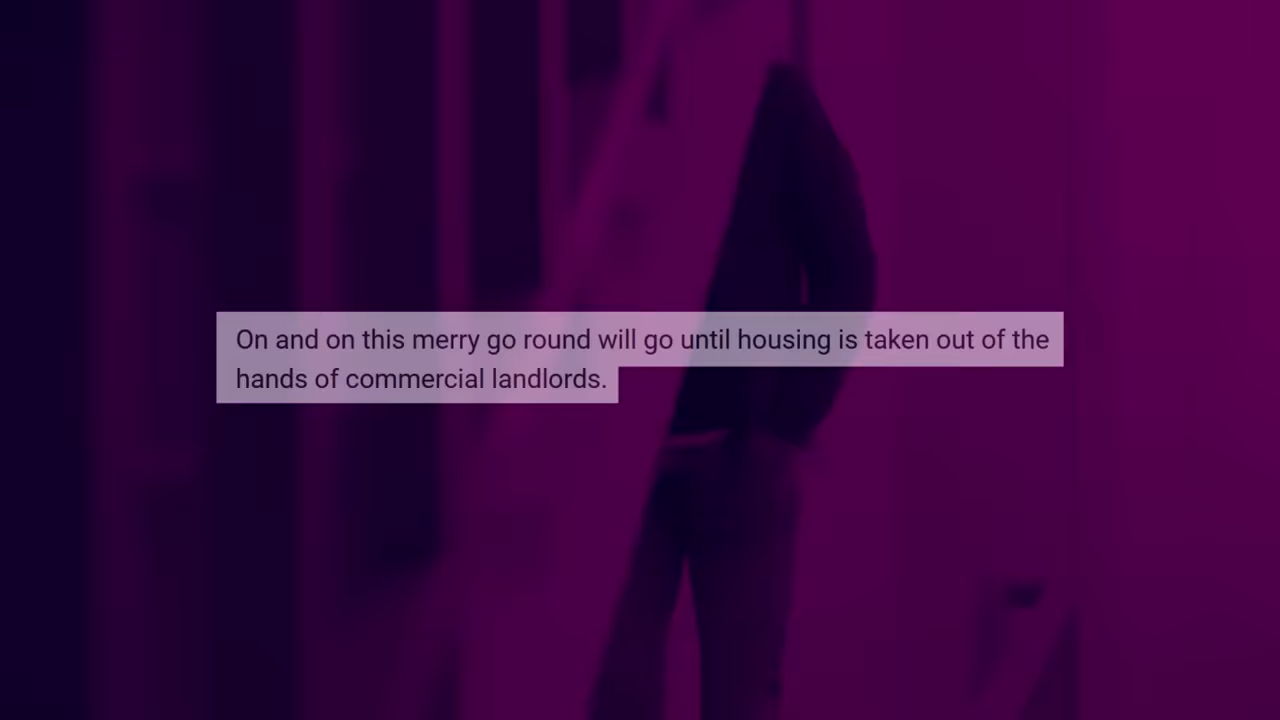 On and on this merry go round will go until housing is taken out of the
hands of commercial landlords.